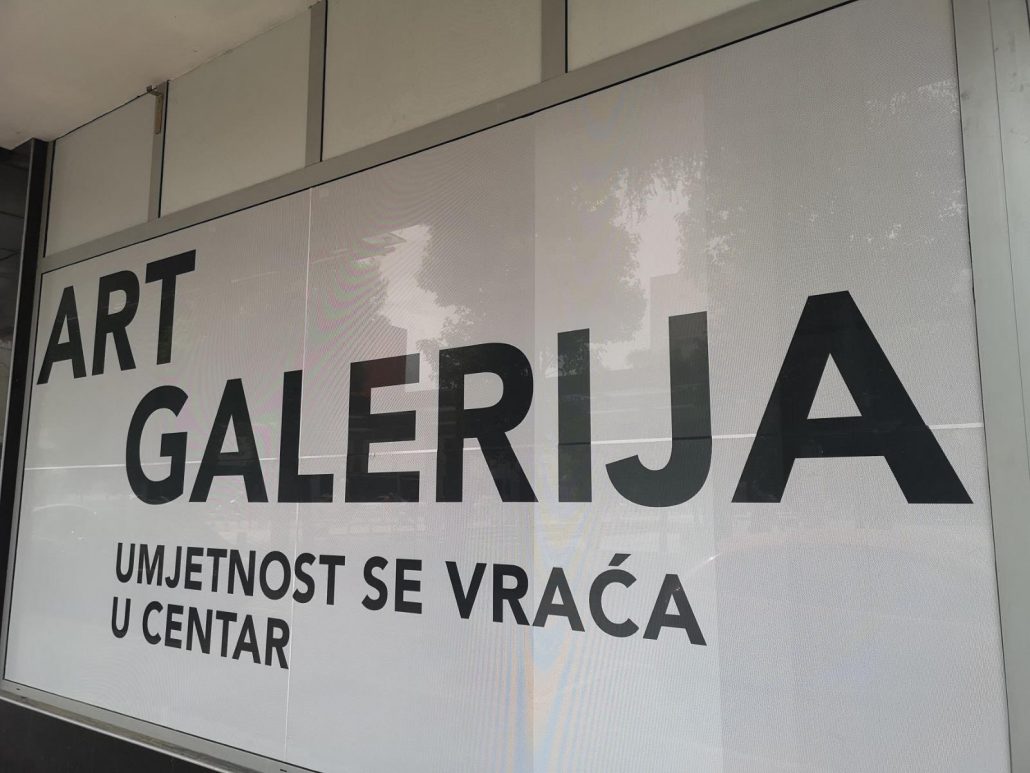 ART
GALERIJA
UMJETNOST SE VRAĆA
U CENTAR